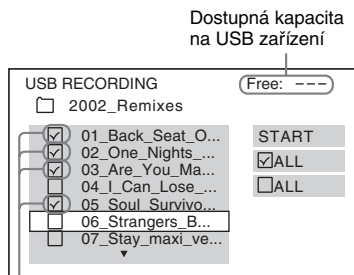 Dostupná kapacita
na USB zařízení
USB RECORDING
Free: ---
2002_Remixes
01_Back_Seat_O...
02_One_Nights_...
03_Are_You_Ma...
04_I_Can_Lose_...
05_Soul_Survivo...
06_Strangers_B...
07_Stay_maxi_ve...
START
ALL
ALL